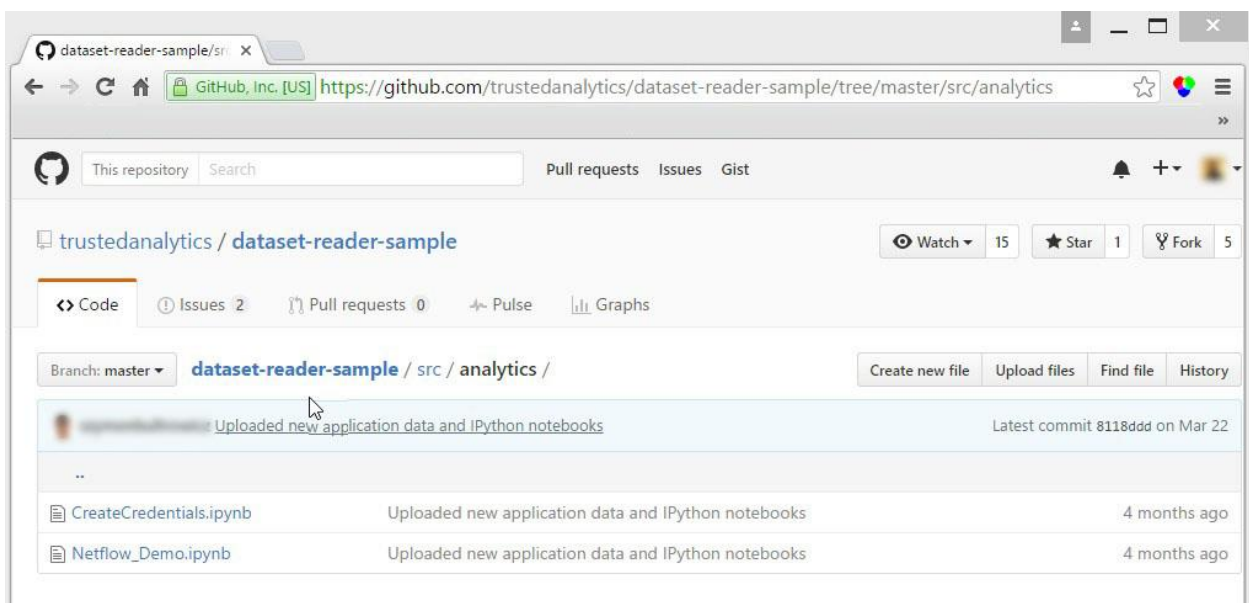 dataset-reader-sample/sr
GitHub, Inc. [US] https://github.com/trustedanalytics/dataset-reader-sample/tree/master/src/analytics
»
This repository Search Pull requests Issues Gist
trustedanalytics / dataset-reader-sample Watch 15 Star 1 Fork 5
<> Code Issues 2 Pull requests 0 Pulse Graphs
Branch: master dataset-reader-sample / src / analytics / Create new file Upload files Find file History
Uploaded new application data and IPython notebooks Latest commit 8118ddd on Mar 22
..
CreateCredentials.ipynb Uploaded new application data and IPython notebooks 4 months ago
Netflow_Demo.ipynb Uploaded new application data and IPython notebooks 4 months ago